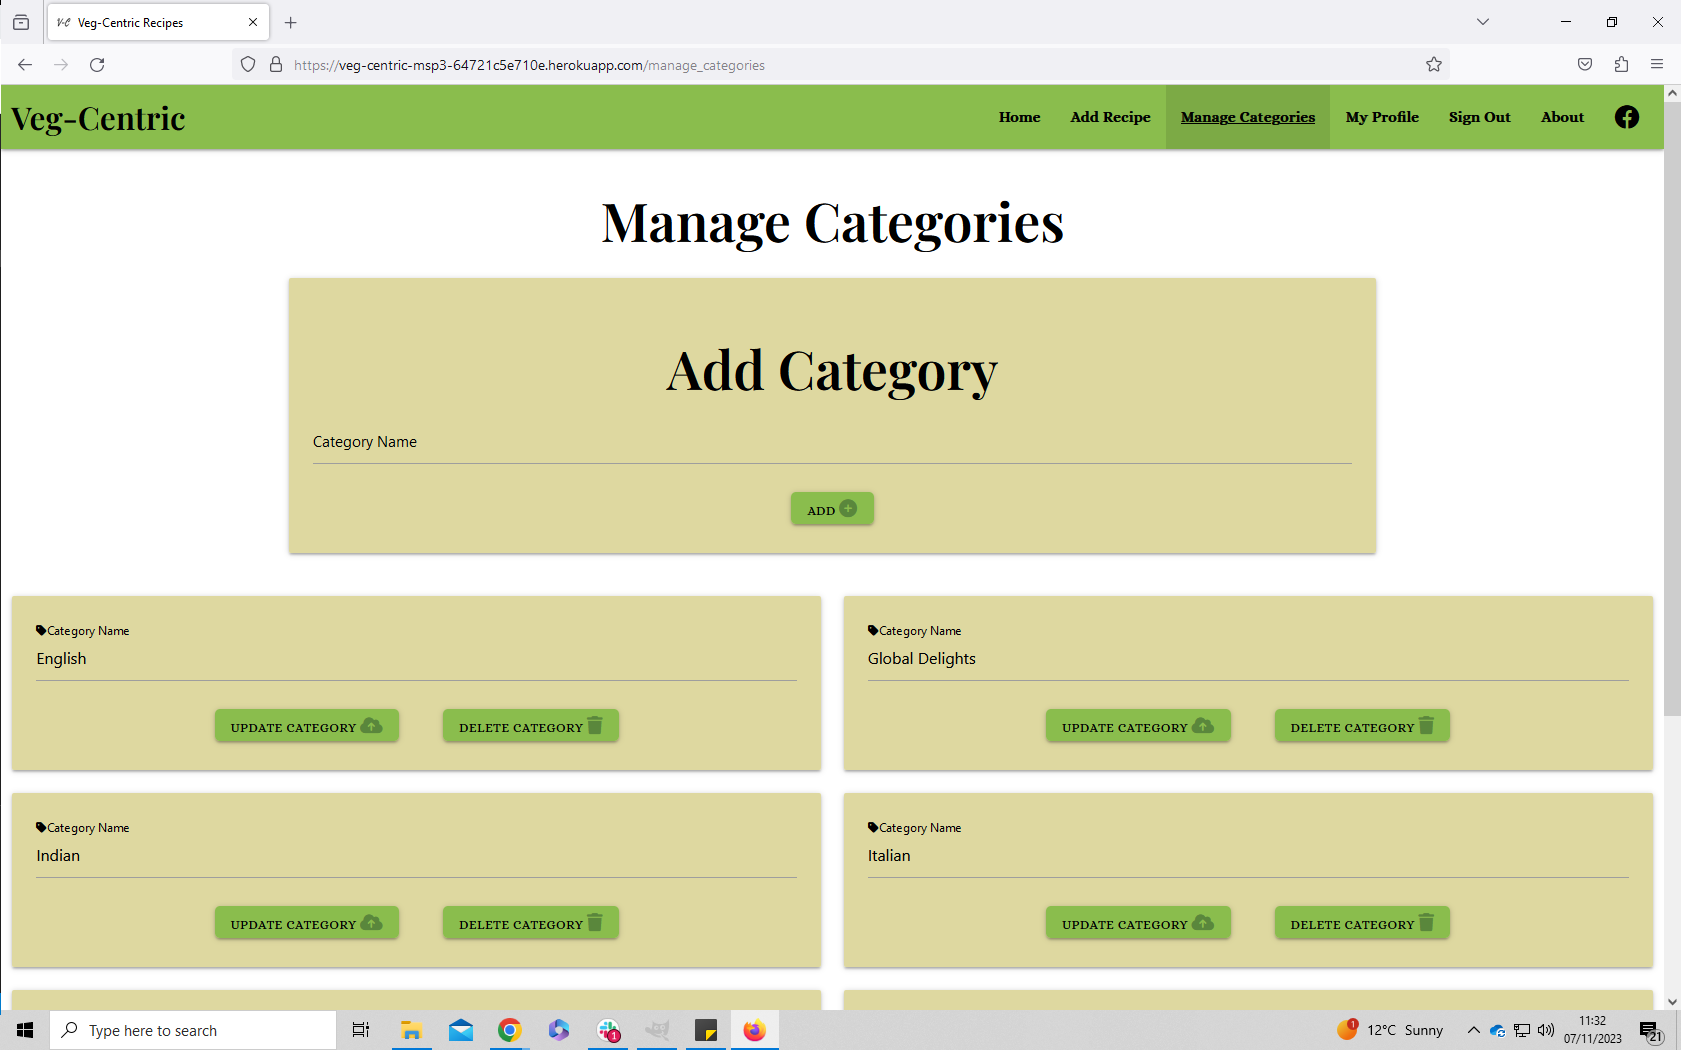 V-C Veg-Centric Recipes
https://veg-centric-msp3-64721c5e710e.herokuapp.com/manage_categories
Veg-Centric Home Add Recipe Manage Categories My Profile Sign Out About
Manage Categories
Add Category
Category Name
ADD
Category Name Category Name
English Global Delights
UPDATE CATEGORY DELETE CATEGORY UPDATE CATEGORY DELETE CATEGORY
Category Name Category Name
Indian Italian
UPDATE CATEGORY DELETE CATEGORY UPDATE CATEGORY DELETE CATEGORY
Type here to search 1 1 12°C Sunny 11:32
07/11/2023 21